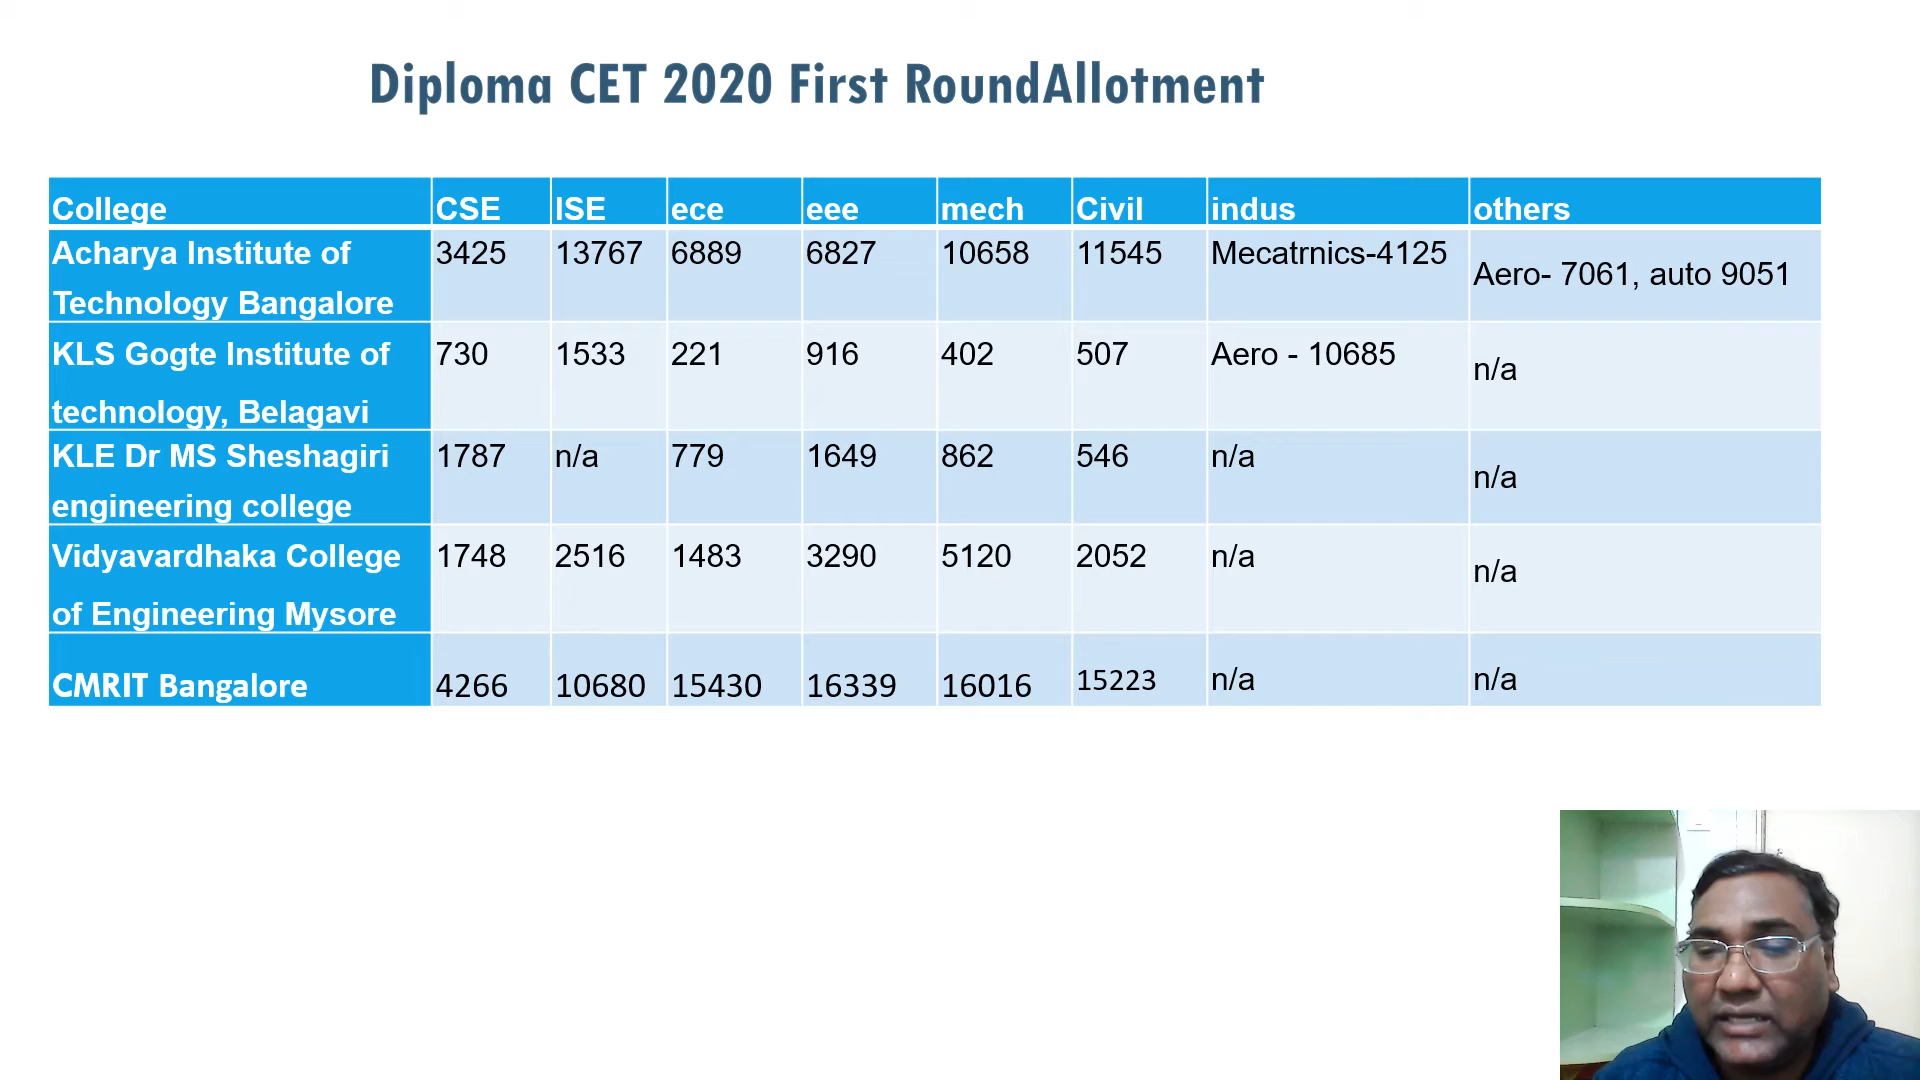 Diploma CET 2020 First RoundAllotment
College CSE ISE ece eee mech Civil indus others
Acharya Institute of Technology Bangalore 3425 13767 6889 6827 10658 11545 Mecatrnics-4125 Aero- 7061, auto 9051
KLS Gogte Institute of technology, Belagavi 730 1533 221 916 402 507 Aero - 10685 n/a
KLE Dr MS Sheshagiri engineering college 1787 n/a 779 1649 862 546 n/a n/a
Vidyavardhaka College of Engineering Mysore 1748 2516 1483 3290 5120 2052 n/a n/a
CMRIT Bangalore 4266 10680 15430 16339 16016 15223 n/a n/a